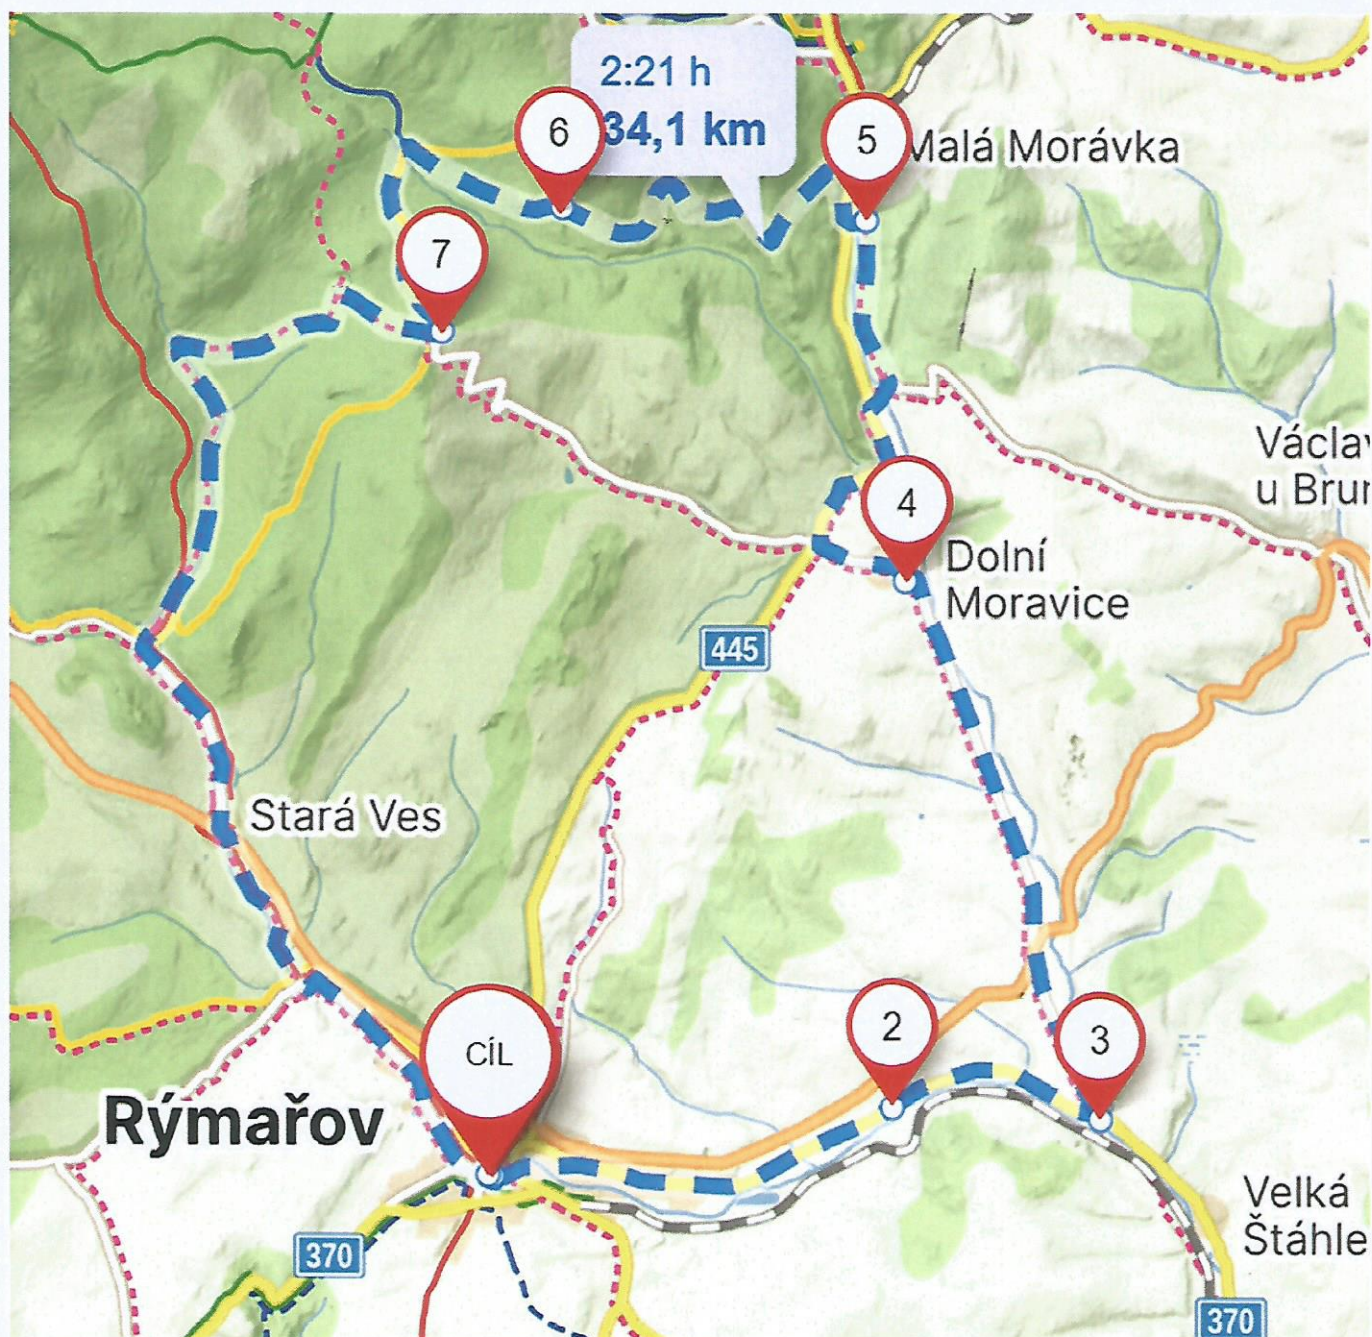 2:21 h
34,1 km
6
5
Malá Morávka
7
Václav
u Brun
4
Dolní
Moravice
445
Stará Ves
2
3
CÍL
Rýmařov
Velká
Štáhle
370
370